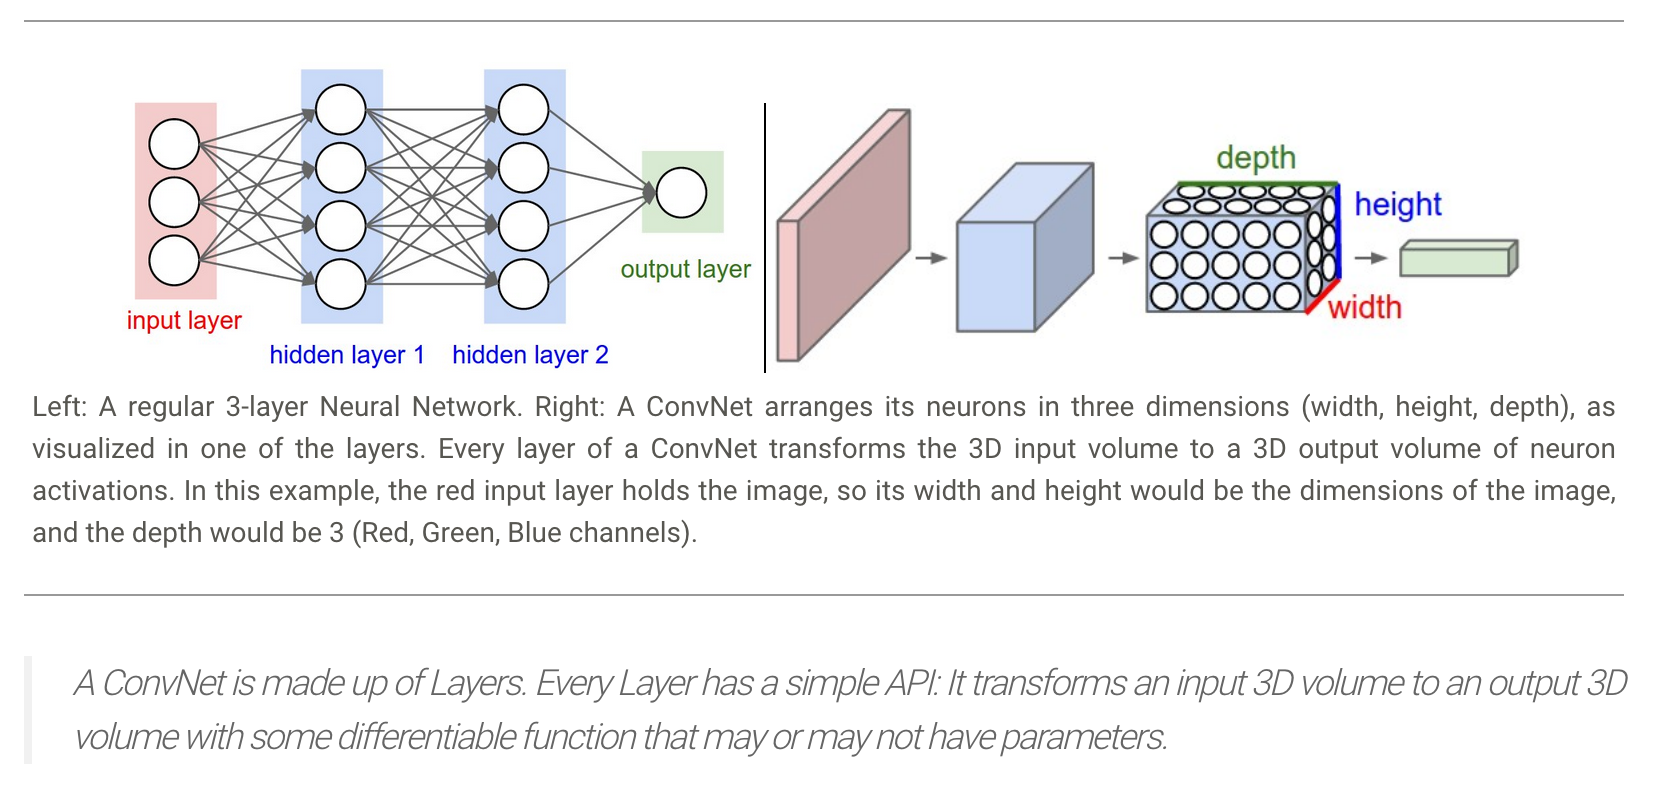 input layer
hidden layer 1
hidden layer 2
output layer
depth
height
width
Left: A regular 3-layer Neural Network. Right: A ConvNet arranges its neurons in three dimensions (width, height, depth), as
visualized in one of the layers. Every layer of a ConvNet transforms the 3D input volume to a 3D output volume of neuron
activations. In this example, the red input layer holds the image, so its width and height would be the dimensions of the image,
and the depth would be 3 (Red, Green, Blue channels).
A ConvNet is made up of Layers. Every Layer has a simple API: It transforms an input 3D volume to an output 3D
volume with some differentiable function that may or may not have parameters.